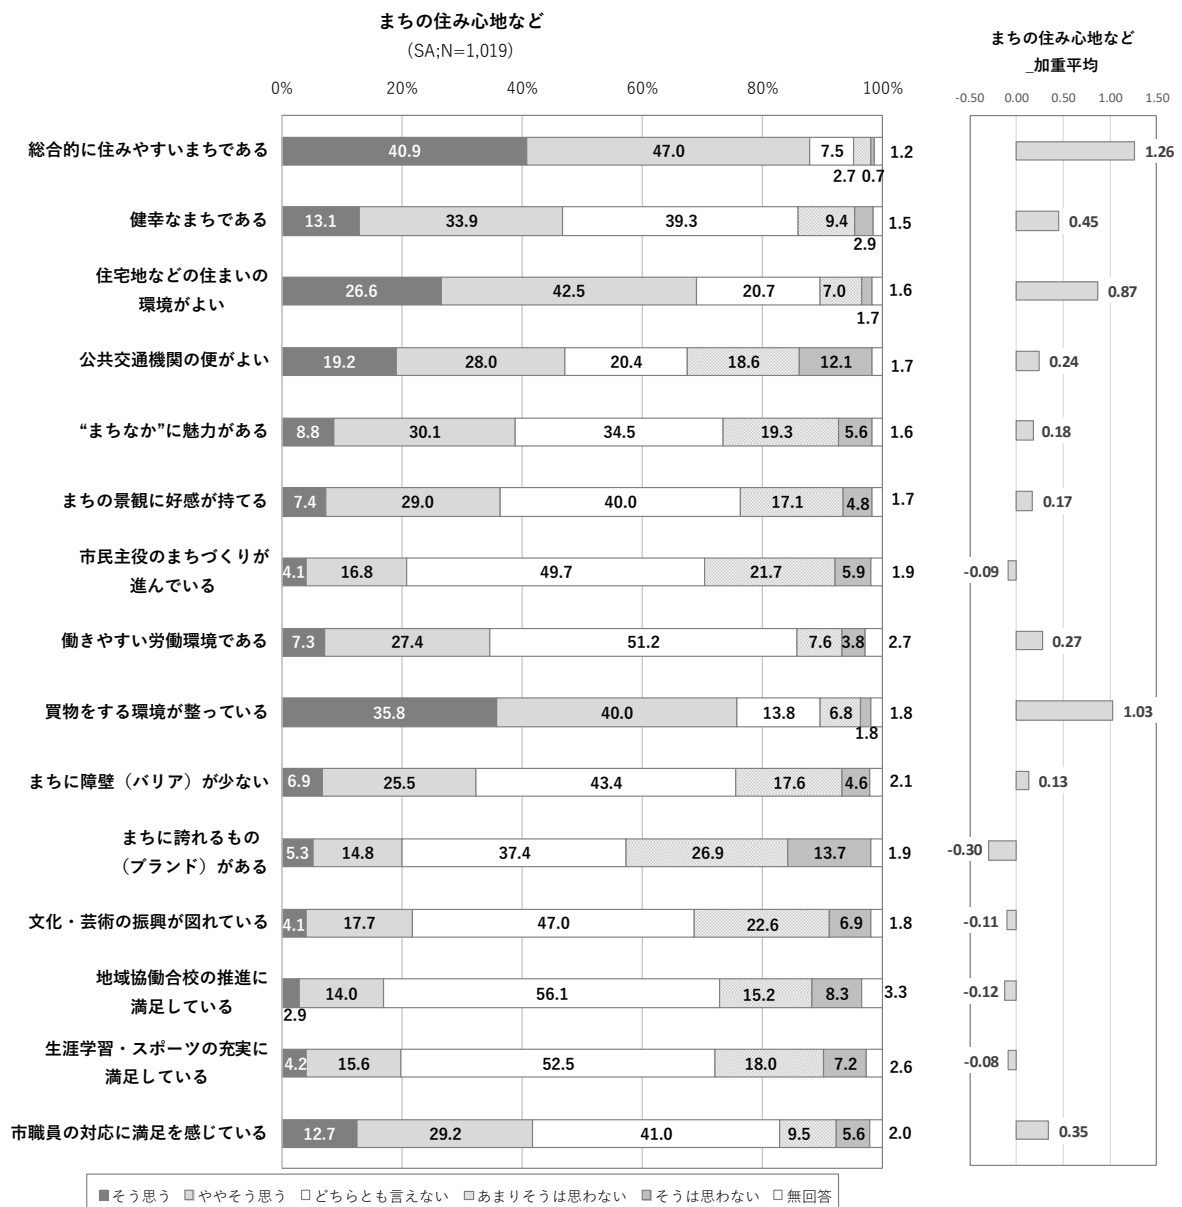 まちの住み心地など
(SA;N=1,019)
0% 20% 40% 60% 80% 100%
総合的に住みやすいまちである 40.9 47.0 7.5 1.2
2.7 0.7
健幸なまちである 13.1 33.9 39.3 9.4 1.5
2.9
住宅地などの住まいの
環境がよい
26.6 42.5 20.7 7.0 1.6
1.7
公共交通機関の便がよい 19.2 28.0 20.4 18.6 12.1 1.7
“まちなか”に魅力がある 8.8 30.1 34.5 19.3 5.6 1.6
まちの景観に好感が持てる 7.4 29.0 40.0 17.1 4.8 1.7
市民主役のまちづくりが
進んでいる
4.1 16.8 49.7 21.7 5.9 1.9
働きやすい労働環境である 7.3 27.4 51.2 7.6 3.8 2.7
買物をする環境が整っている 35.8 40.0 13.8 6.8 1.8
1.8
まちに障壁（バリア）が少ない 6.9 25.5 43.4 17.6 4.6 2.1
まちに誇れるもの
（ブランド）がある
5.3 14.8 37.4 26.9 13.7 1.9
文化・芸術の振興が図れている 4.1 17.7 47.0 22.6 6.9 1.8
地域協働合校の推進に
満足している
14.0 56.1 15.2 8.3 3.3
2.9
生涯学習・スポーツの充実に
満足している
4.2 15.6 52.5 18.0 7.2 2.6
市職員の対応に満足を感じている 12.7 29.2 41.0 9.5 5.6 2.0
そう思う ややそう思う どちらとも言えない あまりそうは思わない そうは思わない 無回答
まちの住み心地など
_加重平均
-0.50 0.00 0.50 1.00 1.50
1.26
0.45
0.87
0.24
0.18
0.17
-0.09
0.27
1.03
0.13
-0.30
-0.11
-0.12
-0.08
0.35